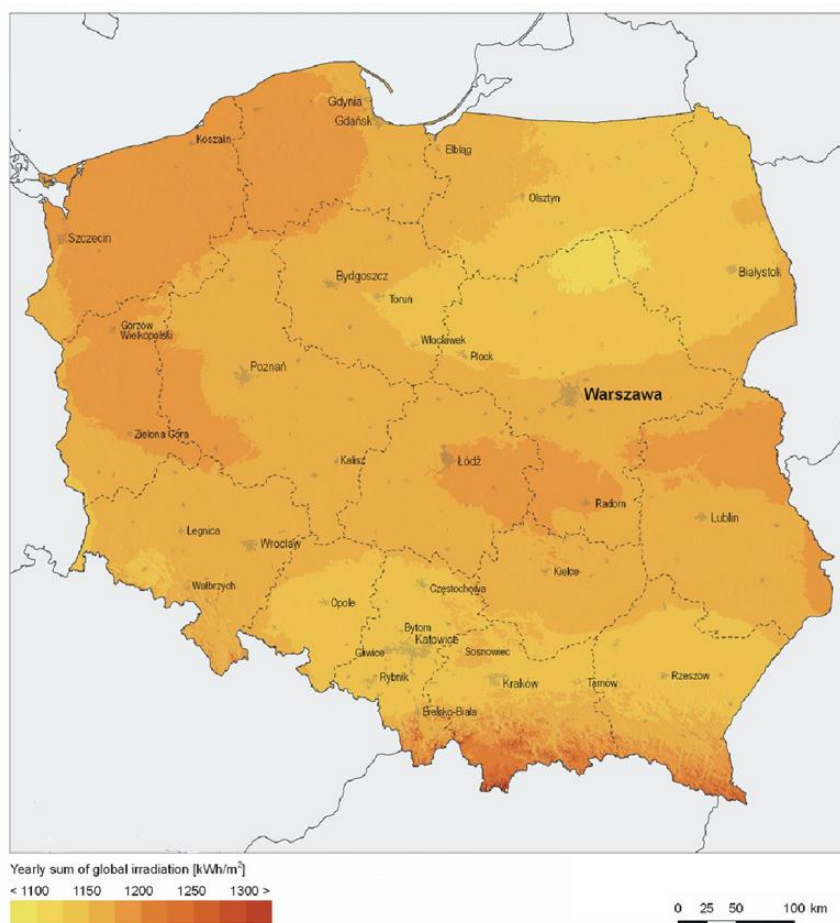 Gdynia
Gdańsk
Koszalin
Elbląg
Olsztyn
Szczecin
Bydgoszcz
Białystok
Toruń
Gorzów
Wielkopolski
Włocławek
Płock
Poznań
Warszawa
Zielona Góra
Kalisz
Łódź
Radom
Lublin
Legnica
Wrocław
Kielce
Wałbrzych
Częstochowa
Opole
Bytom
Katowice
Gliwice
Sosnowiec
Rybnik
Kraków
Tarnów
Rzeszów
Bielsko-Biała
Yearly sum of global irradiation [kWh/m²]
< 1100 1150 1200 1250 1300 >
0 25 50 100 km